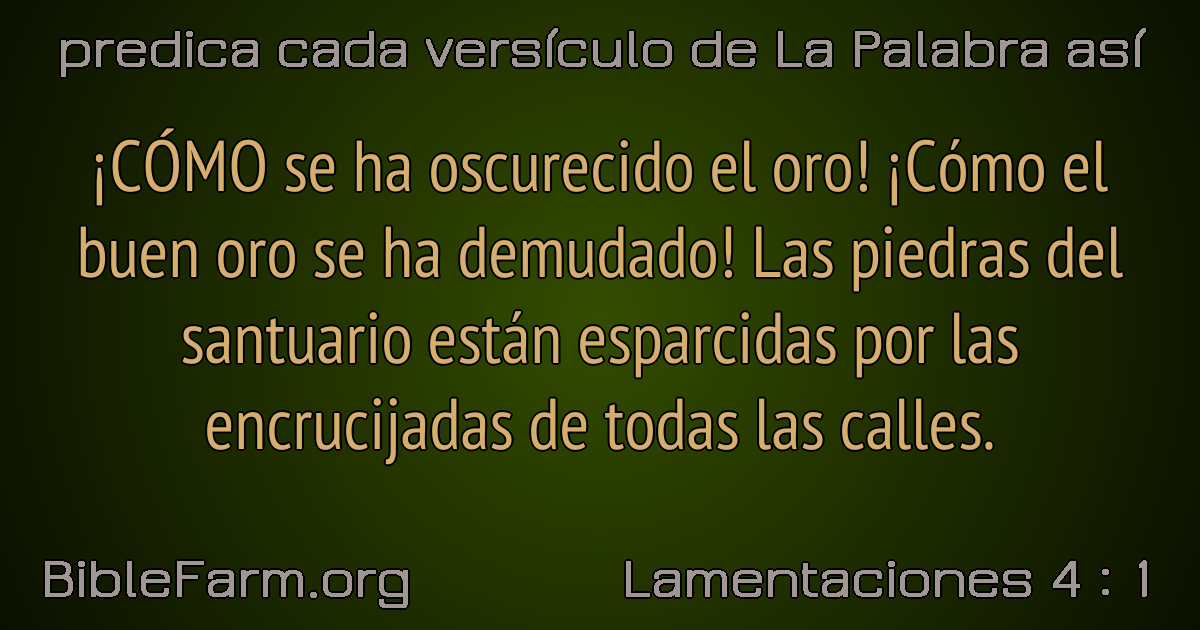 predica cada versículo de La Palabra así
¡CÓMO se ha oscurecido el oro! ¡Cómo el
buen oro se ha demudado! Las piedras del
santuario están esparcidas por las
encrucijadas de todas las calles.
BibleFarm.org
Lamentaciones 4 : 1